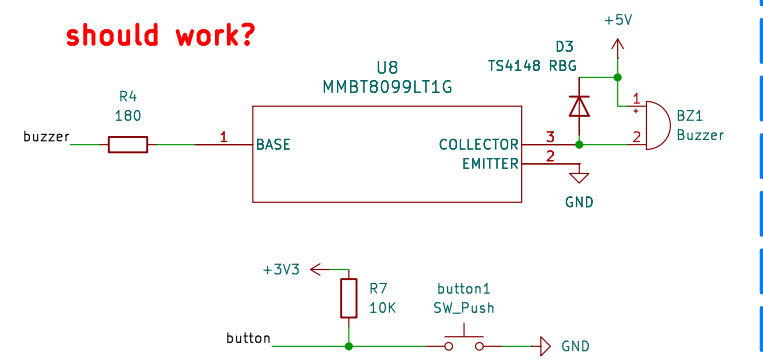 should work?
+5V
D3
TS4148 RBG
U8
MMBT8099LT1G
R4
180
buzzer
1
BASE
COLLECTOR
3
EMITTER
2
1
+
2
BZ1
Buzzer
GND
+3V3
R7
10K
button1
SW_Push
button
GND